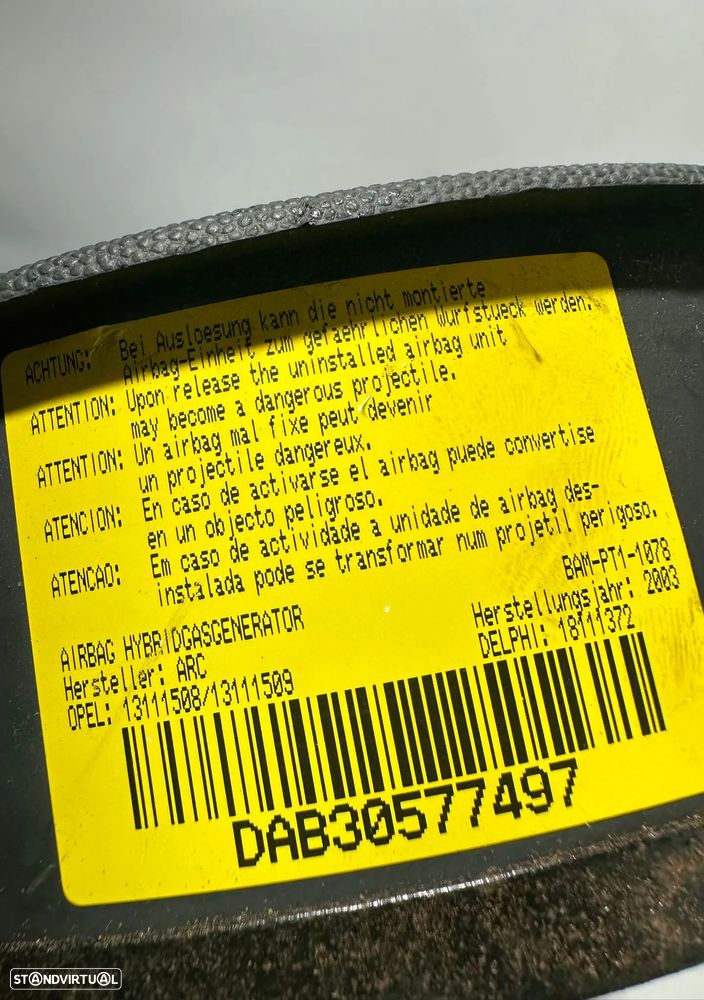 ACHTUNG: Bei Ausloesung kann die nicht montierte
Airbag-Einheit zum gefaehrlichen Wurfstueck werden.
ATTENTION: Upon release the uninstalled airbag unit
may become a dangerous projectile.
ATTENTION: Un airbag mal fixe peut devenir
un projectile dangereux.
ATENCION: En caso de activarse el airbag puede convertise
en un objecto peligroso.
ATENCAO: Em caso de actividade a unidade de airbag des-
instalada pode se transformar num projetil perigoso.
BAM-PT1-1078
AIRBAG HYBRIDGASGENERATOR Herstellungsjahr: 2003
Hersteller: ARC DELPHI: 18111372
OPEL: 13111508/13111509
DAB30577497
STANDVIRTUAL